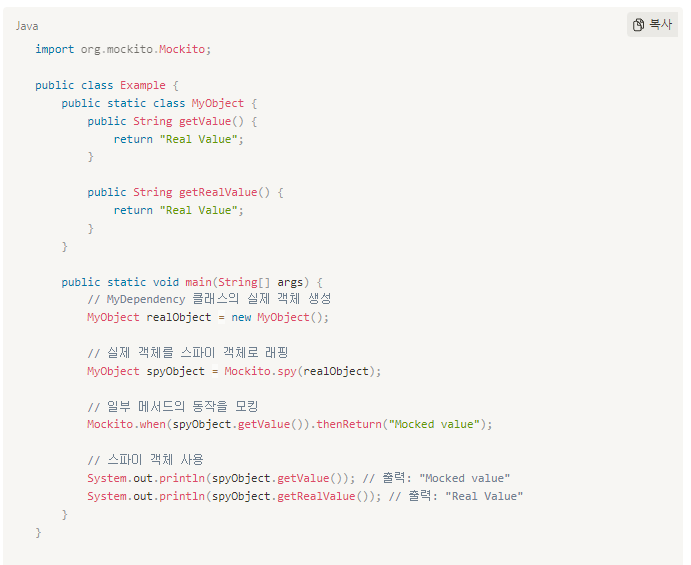 Java
복사
import org.mockito.Mockito;
public class Example {
public static class MyObject {
public String getValue() {
return "Real Value";
}
public String getRealValue() {
return "Real Value";
}
}
public static void main(String[] args) {
// MyDependency 클래스의 실제 객체 생성
MyObject realObject = new MyObject();
// 실제 객체를 스파이 객체로 래핑
MyObject spyObject = Mockito.spy(realObject);
// 일부 메서드의 동작을 모킹
Mockito.when(spyObject.getValue()).thenReturn("Mocked value");
// 스파이 객체 사용
System.out.println(spyObject.getValue()); // 출력: "Mocked value"
System.out.println(spyObject.getRealValue()); // 출력: "Real Value"
}
}